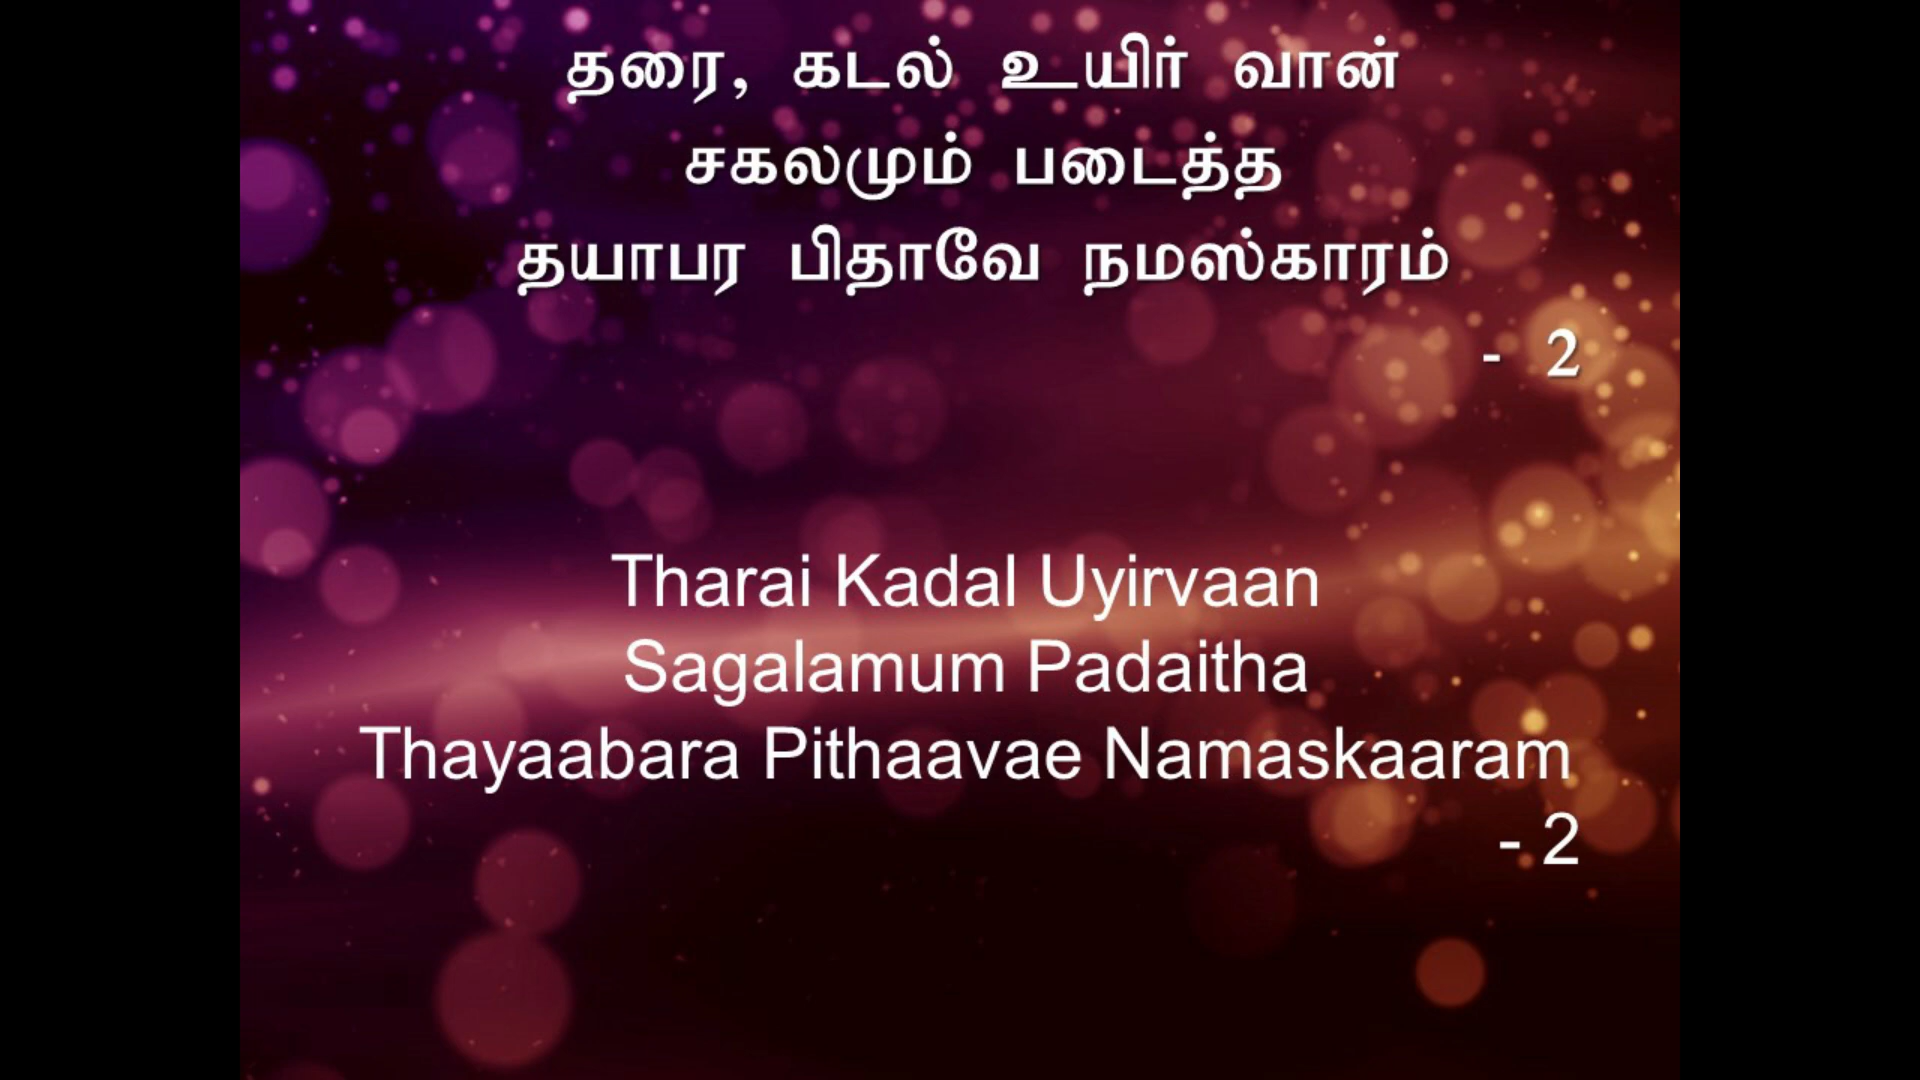 தரை, கடல் உயிர் வான்
சகலமும் படைத்த
தயாபர பிதாவே நமஸ்காரம்
- 2
Tharai Kadal Uyirvaan
Sagalamum Padaitha
Thayaabara Pithaavae Namaskaaram
- 2